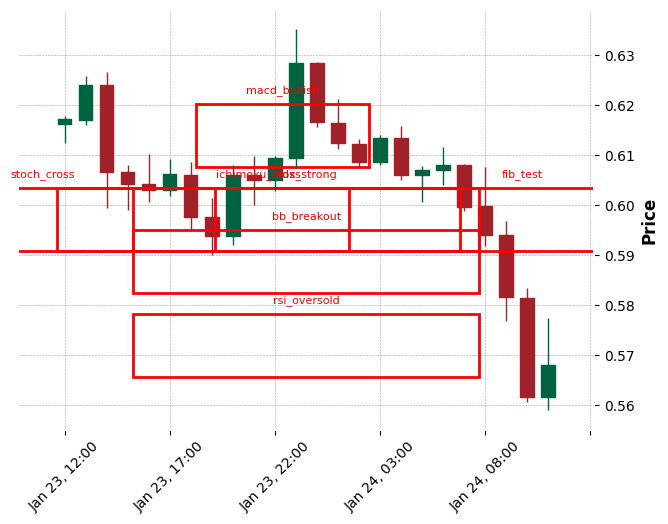 macd_bullish
stoch_cross
fib_test
bb_breakout
rsi_oversold
0.63
0.62
0.61
0.60
0.59
0.58
0.57
0.56
Price
Jan 23, 12:00
Jan 23, 17:00
Jan 23, 22:00
Jan 24, 03:00
Jan 24, 08:00